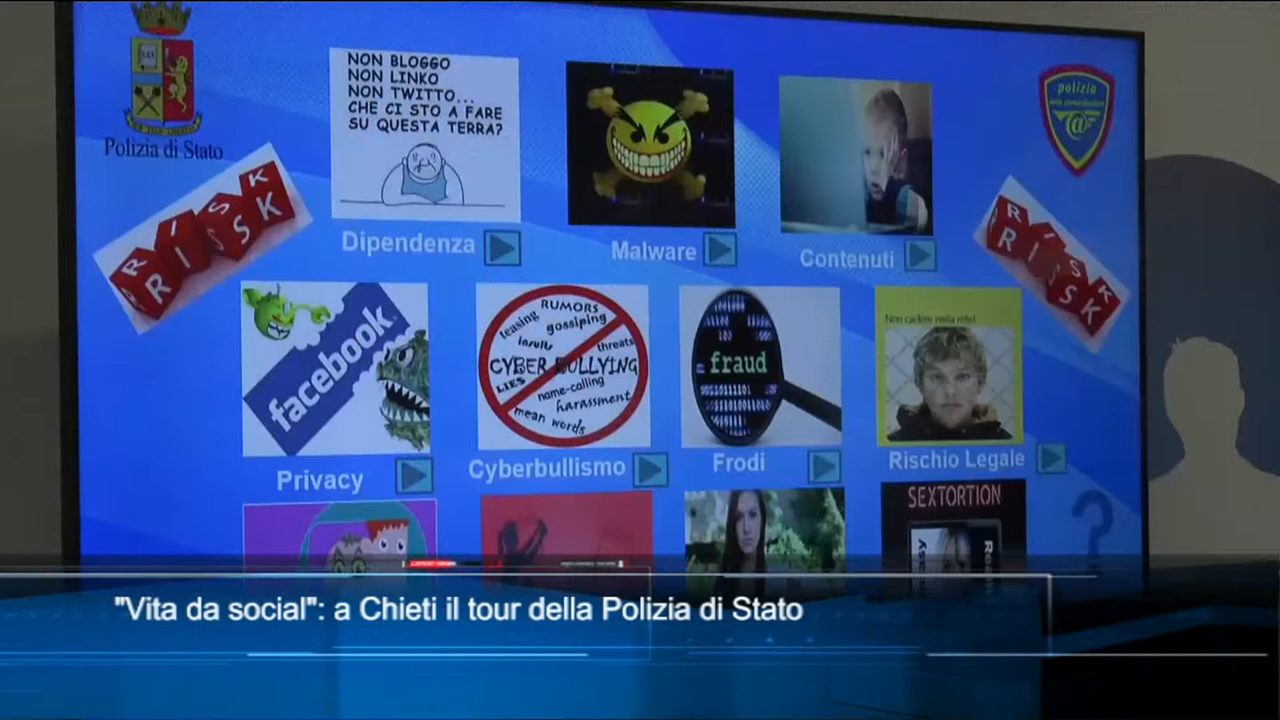 NON BLOGGO
NON LINKO
NON TWITTO...
CHE CI STO A FARE
SU QUESTA TERRA?
polizia
Polizia di Stato
RISK
RISK
RISK
RISK
Dipendenza
Malware
Contenuti
facebook
RUMORS
teasing
gossiping
insults
threats
CYBER BULLYING
LIES
name-calling
harassment
mean words
fraud
Non cadere nella rete!
Privacy
Cyberbullismo
Frodi
Rischio Legale
SEXTORTION
?
LATEST NEWS
"Vita da social": a Chieti il tour della Polizia di Stato